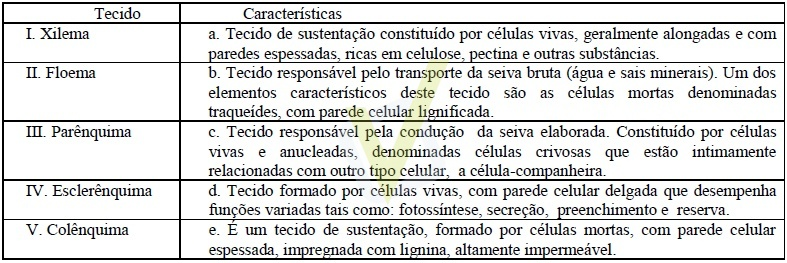 Tecido Características
I. Xilema a. Tecido de sustentação constituído por células vivas, geralmente alongadas e com
paredes espessadas, ricas em celulose, pectina e outras substâncias.
II. Floema b. Tecido responsável pelo transporte da seiva bruta (água e sais minerais). Um dos
elementos característicos deste tecido são as células mortas denominadas
traqueídes, com parede celular lignificada.
III. Parênquima c. Tecido responsável pela condução da seiva elaborada. Constituído por células
vivas e anucleadas, denominadas células crivosas que estão intimamente
relacionadas com outro tipo celular, a célula-companheira.
IV. Esclerênquima d. Tecido formado por células vivas, com parede celular delgada que desempenha
funções variadas tais como: fotossíntese, secreção, preenchimento e reserva.
V. Colênquima e. É um tecido de sustentação, formado por células mortas, com parede celular
espessada, impregnada com lignina, altamente impermeável.